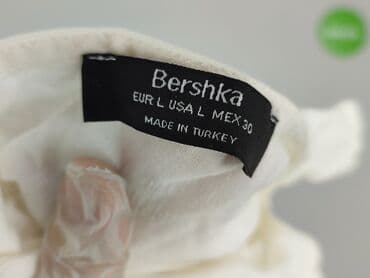 Bershka
EUR L USA L MEX 30
MADE IN TURKEY